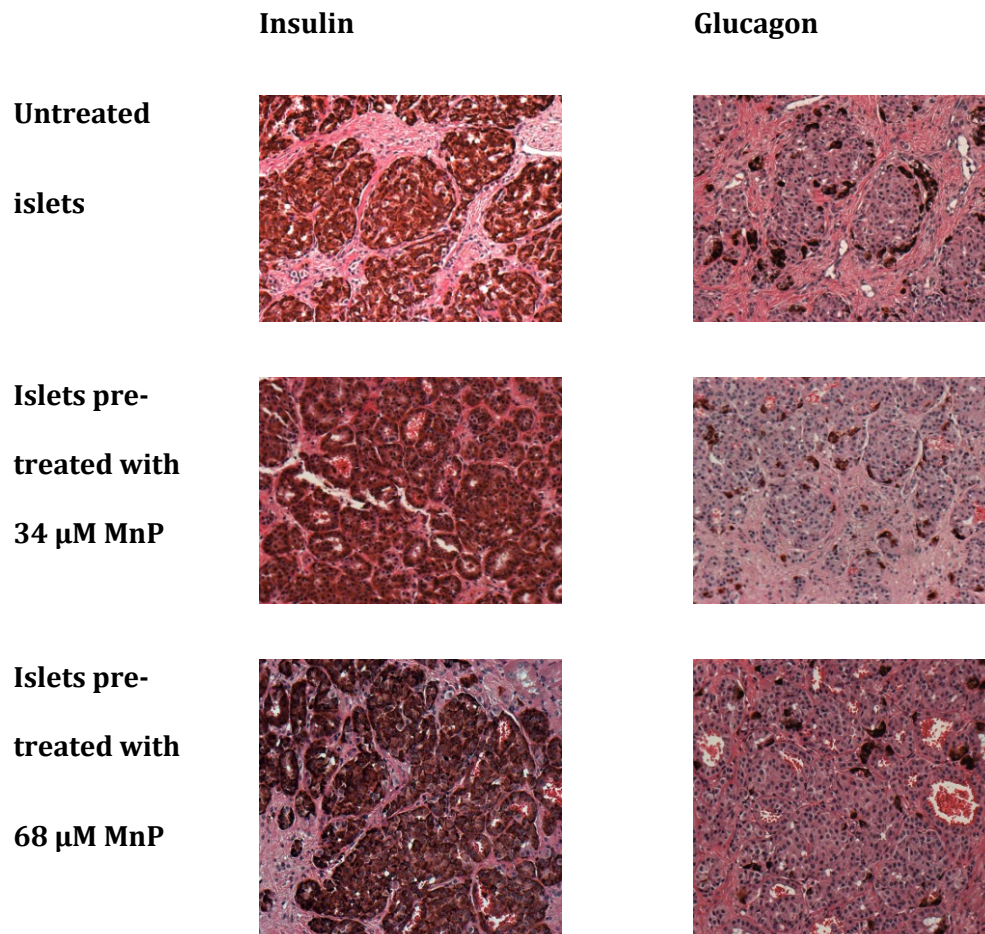 Insulin Glucagon
Untreated
islets
Islets pre-
treated with
34 μM MnP
Islets pre-
treated with
68 μM MnP